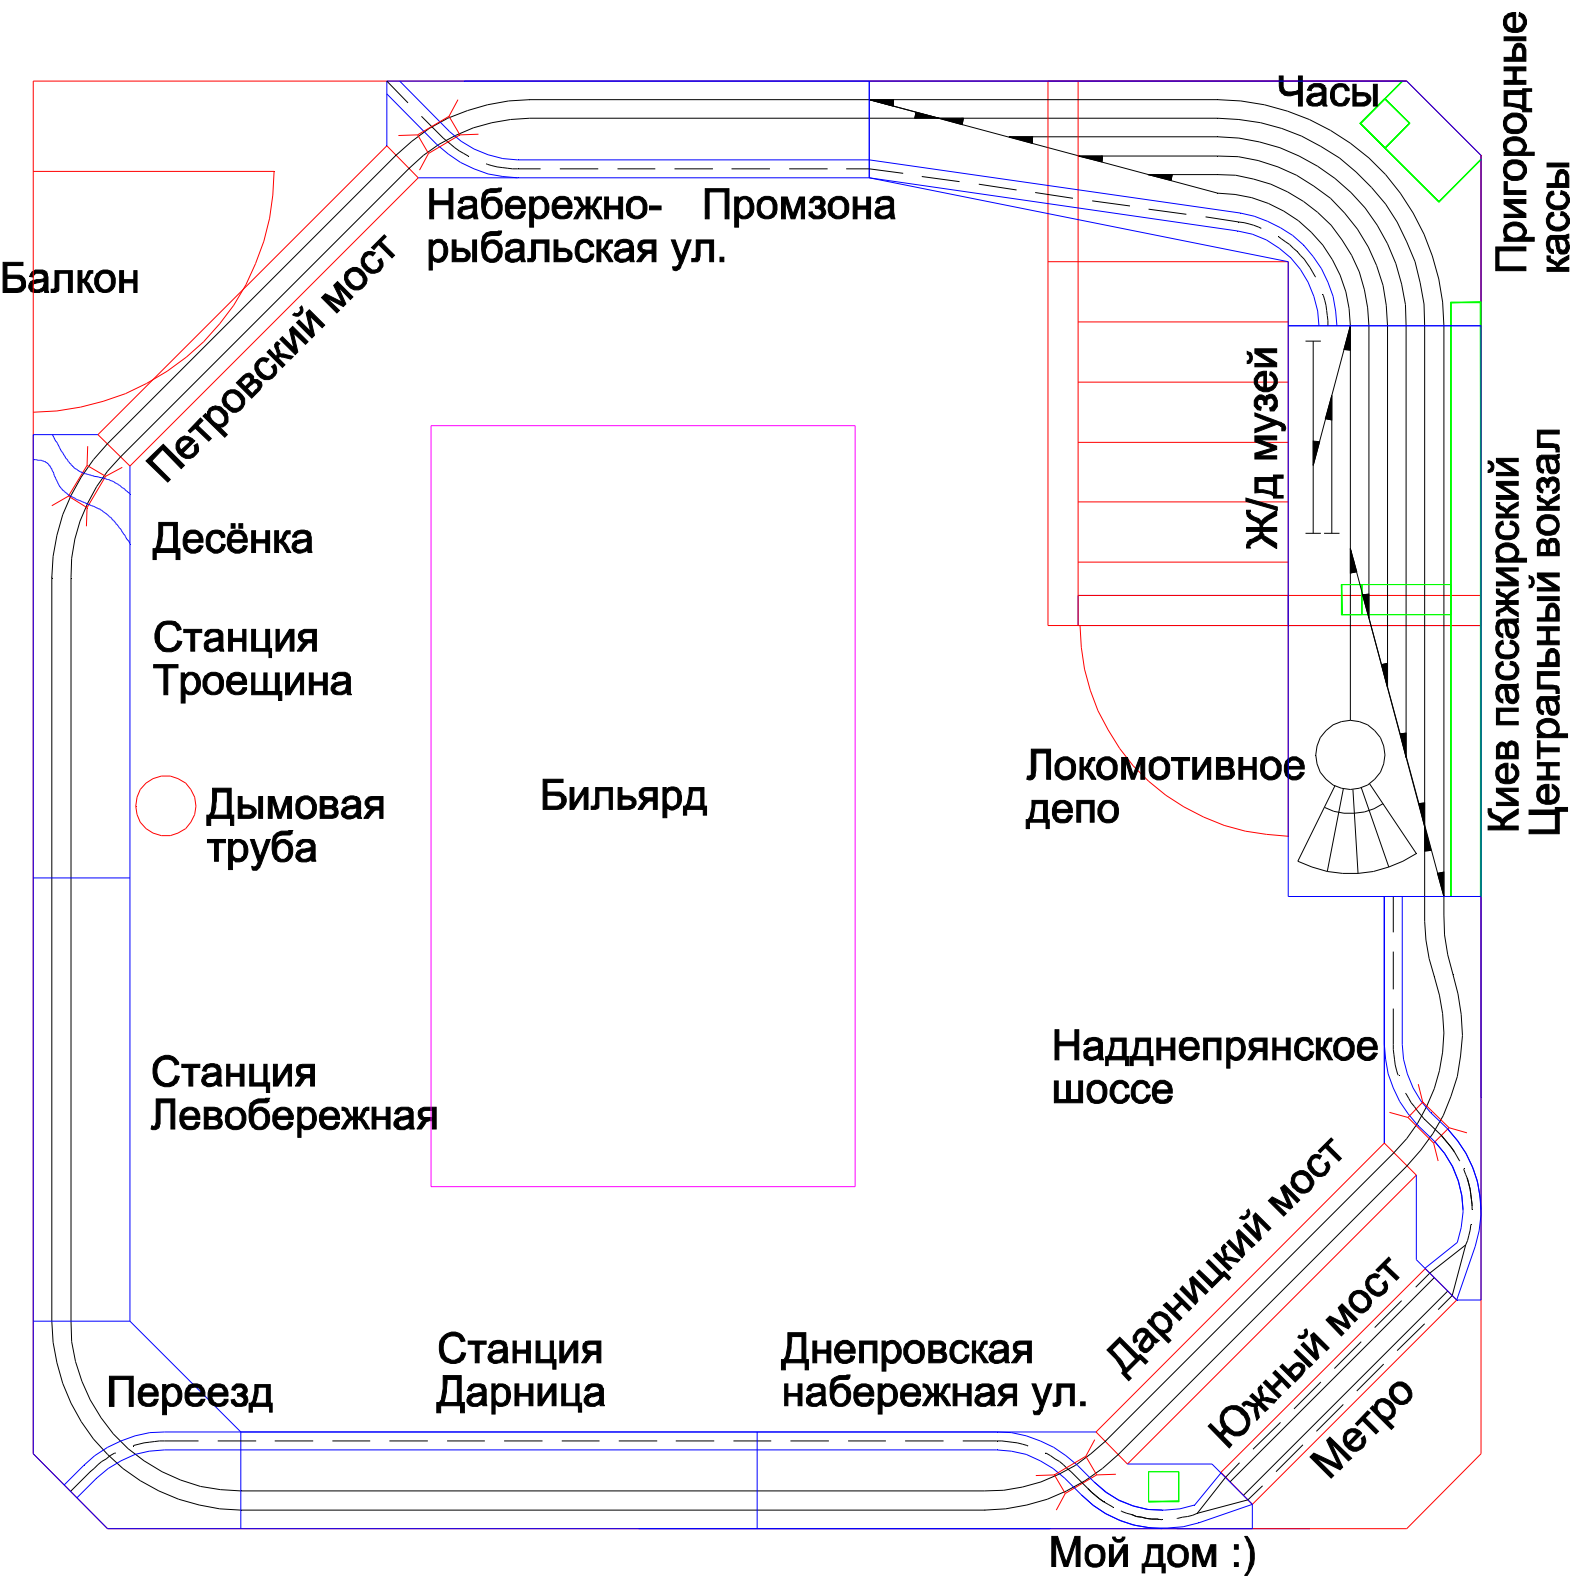 Часы
Пригородные
кассы
Набережно-
рыбальская ул.
Промзона
Балкон
Петровский мост
Ж/д музей
Киев пассажирский
Центральный вокзал
Десёнка
Станция
Троещина
Дымовая
труба
Бильярд
Локомотивное
депо
Станция
Левобережная
Надднепрянское
шоссе
Дарницкий мост
Южный мост
Метро
Переезд
Станция
Дарница
Днепровская
набережная ул.
Мой дом :)